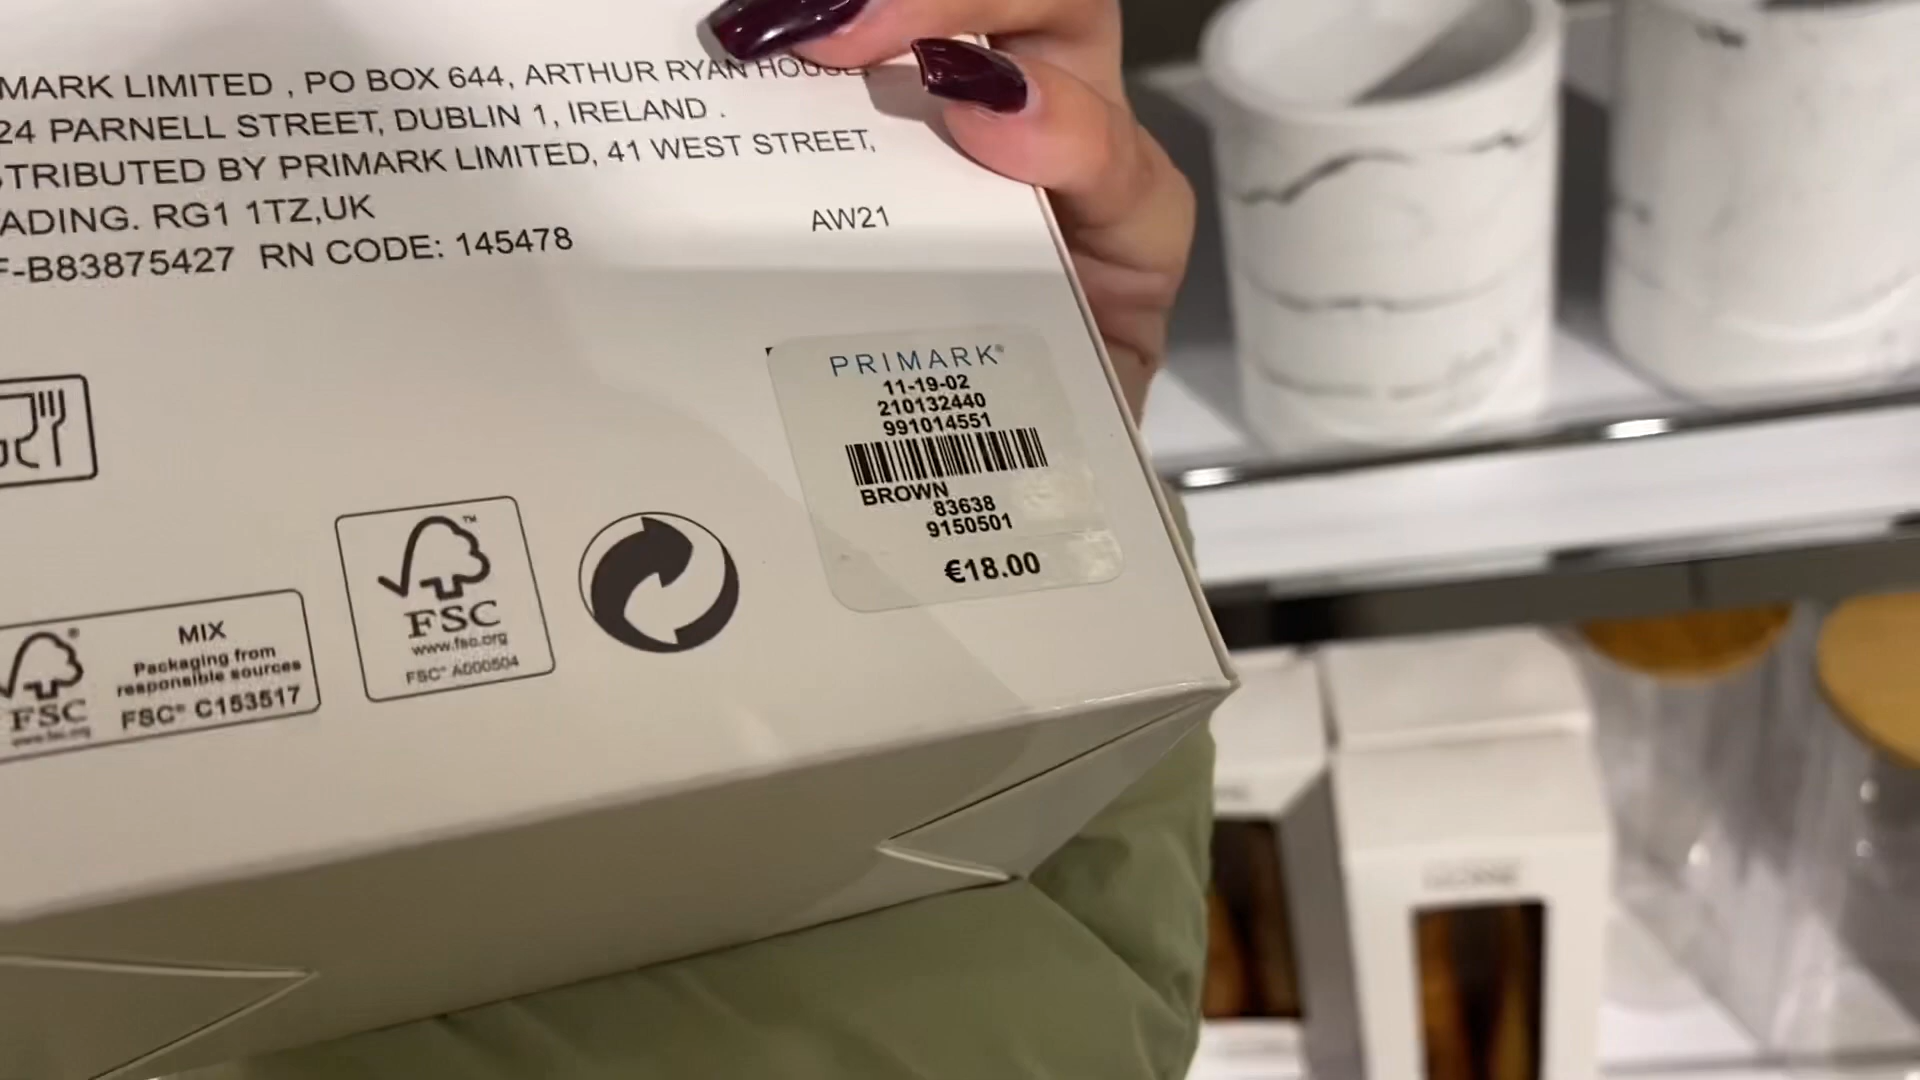 MARK LIMITED , PO BOX 644, ARTHUR RYAN HOUSE,
24 PARNELL STREET, DUBLIN 1, IRELAND .
STRIBUTED BY PRIMARK LIMITED, 41 WEST STREET,
ADING. RG1 1TZ,UK
F-B83875427 RN CODE: 145478
AW21
PRIMARK®
11-19-02
210132440
991014551
BROWN
83638
9150501
€18.00
FSC™
www.fsc.org
FSC® A000504
MIX
Packaging from
responsible sources
FSC® C153517
FSC®
www.fsc.org